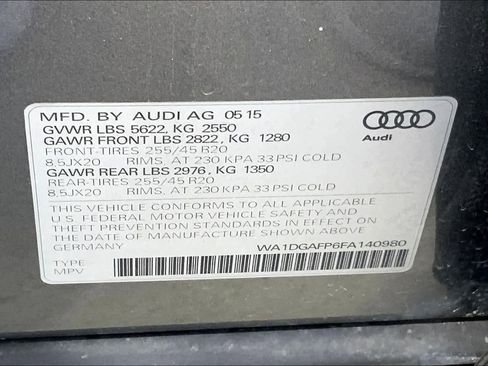 MFD. BY AUDI AG 05 15
GVWR LBS 5622, KG 2550
GAWR FRONT LBS 2822, KG 1280
FRONT-TIRES 255/45 R20
8.5JX20 RIMS, AT 230 KPA 33 PSI COLD
GAWR REAR LBS 2976, KG 1350
REAR-TIRES 255/45 R20
8.5JX20 RIMS, AT 230 KPA 33 PSI COLD
THIS VEHICLE CONFORMS TO ALL APPLICABLE
U.S. FEDERAL MOTOR VEHICLE SAFETY AND THEFT
PREVENTION STANDARDS IN EFFECT ON
THE DATE OF MANUFACTURE SHOWN ABOVE.
WA1DGAFP6FA140980
TYPE
MPV
Audi